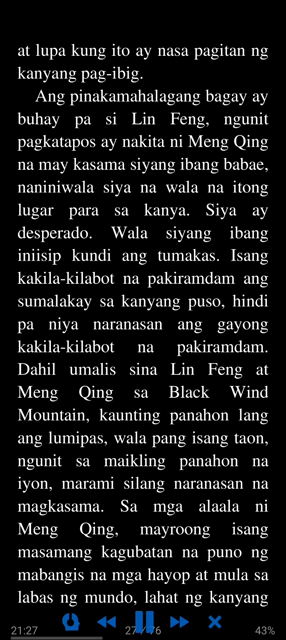 at lupa kung ito ay nasa pagitan ng
kanyang pag-ibig.
Ang pinakamahalagang bagay ay
buhay pa si Lin Feng, ngunit
pagkatapos ay nakita ni Meng Qing
na may kasama siyang ibang babae,
naniniwala siya na wala na itong
lugar para sa kanya. Siya ay
desperado. Wala siyang ibang
iniisip kundi ang tumakas. Isang
kakila-kilabot na pakiramdam ang
sumalakay sa kanyang puso, hindi
pa niya naranasan ang gayong
kakila-kilabot na pakiramdam.
Dahil umalis sina Lin Feng at
Meng Qing sa Black Wind
Mountain, kaunting panahon lang
ang lumipas, wala pang isang taon,
ngunit sa maikling panahon na
iyon, marami silang naranasan na
magkasama. Sa mga alaala ni
Meng Qing, mayroong isang
masamang kagubatan na puno ng
mabangis na mga hayop at mula sa
labas ng mundo, lahat ng kanyang
21:27
43%